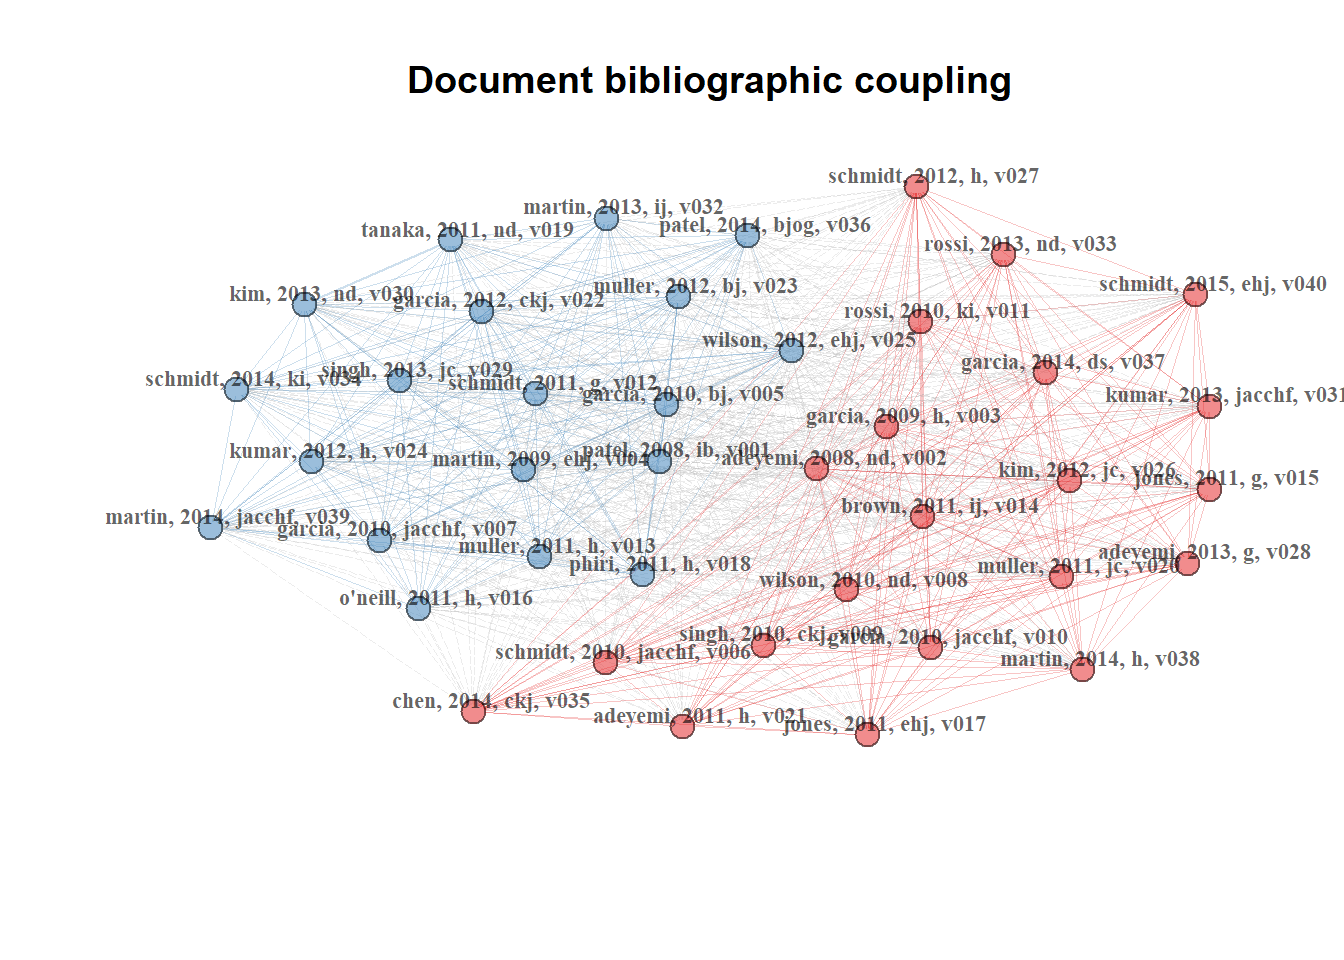 Document bibliographic coupling
schmidt, 2012, h, v027
martin, 2013, ij, v032
patel, 2014, bjog, v036
tanaka, 2011, nd, v019
rossi, 2013, nd, v033
schmidt, 2015, ehj, v040
muller, 2012, bj, v023
kim, 2013, nd, v030
garcia, 2012, ckj, v022
rossi, 2010, ki, v011
wilson, 2012, ehj, v025
garcia, 2014, ds, v037
singh, 2013, jc, v029
schmidt, 2014, ki, v034
schmidt, 2011, g, v012
garcia, 2010, bj, v005
kumar, 2013, jacchf, v031
garcia, 2009, h, v003
kumar, 2012, h, v024
patel, 2008, ib, v001
martin, 2009, ehj, v004
adeyemi, 2008, nd, v002
kim, 2012, jc, v026
jones, 2011, g, v015
brown, 2011, ij, v014
martin, 2014, jacchf, v039
garcia, 2010, jacchf, v007
muller, 2011, h, v013
adeyemi, 2013, g, v028
phiri, 2011, h, v018
muller, 2011, jc, v020
wilson, 2010, nd, v008
o'neill, 2011, h, v016
singh, 2010, ckj, v009
garcia, 2010, jacchf, v010
schmidt, 2010, jacchf, v006
martin, 2014, h, v038
chen, 2014, ckj, v035
adeyemi, 2011, h, v021
jones, 2011, ehj, v017